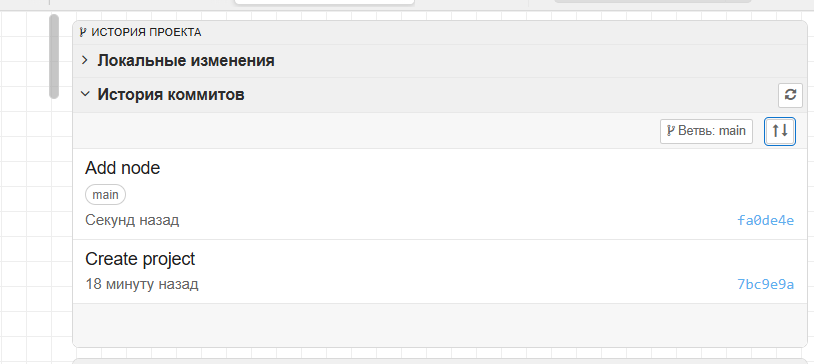 ИСТОРИЯ ПРОЕКТА
Локальные изменения
История коммитов
Ветвь: main
Add node
main
Секунд назад
fa0de4e
Create project
18 минуту назад
7bc9e9a